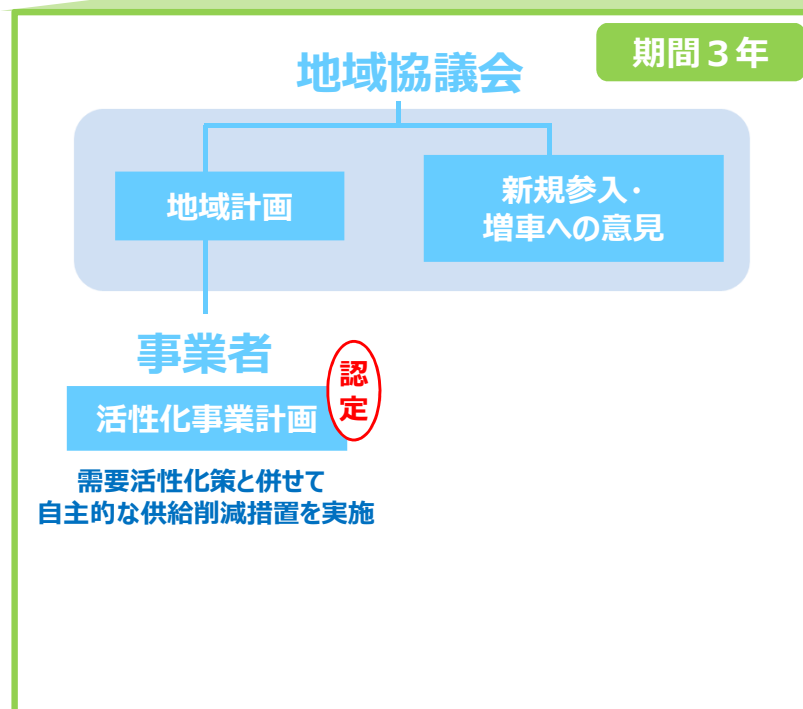 期間３年
地域協議会
地域計画
新規参入・
増車への意見
事業者
認
定
活性化事業計画
需要活性化策と併せて
自主的な供給削減措置を実施